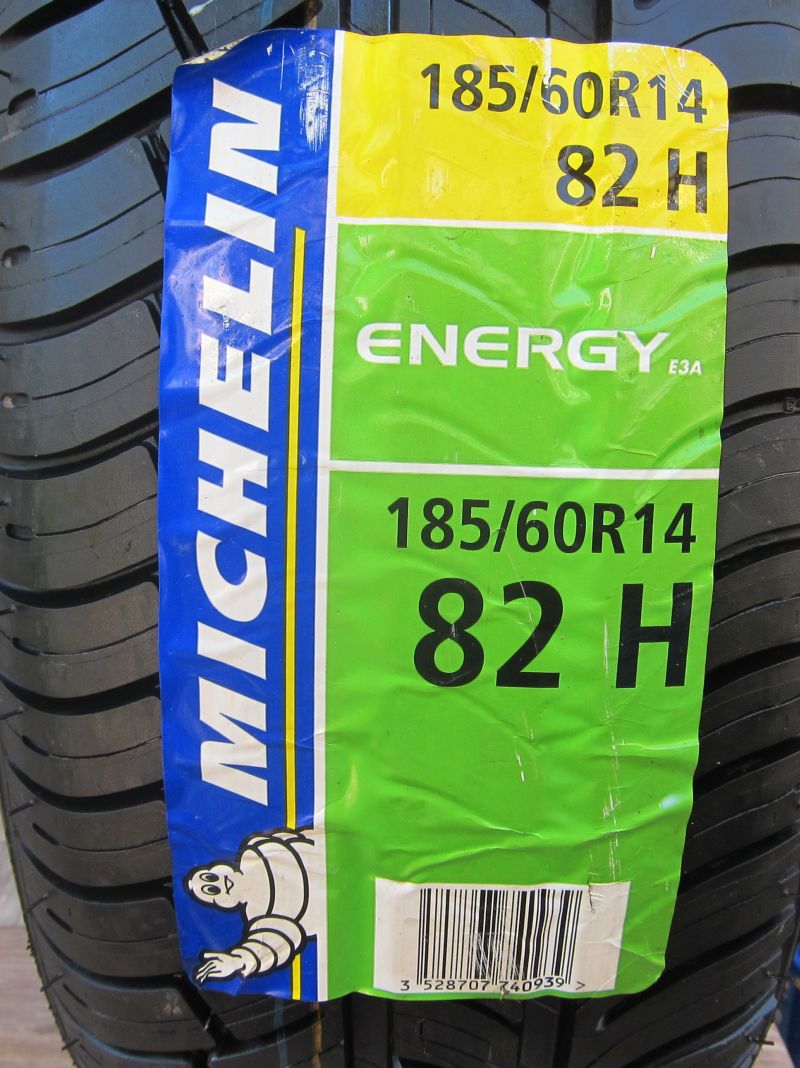 MICHELIN
185/60R14
82 H
ENERGY E3A
185/60R14
82 H
3 528707 740939 >